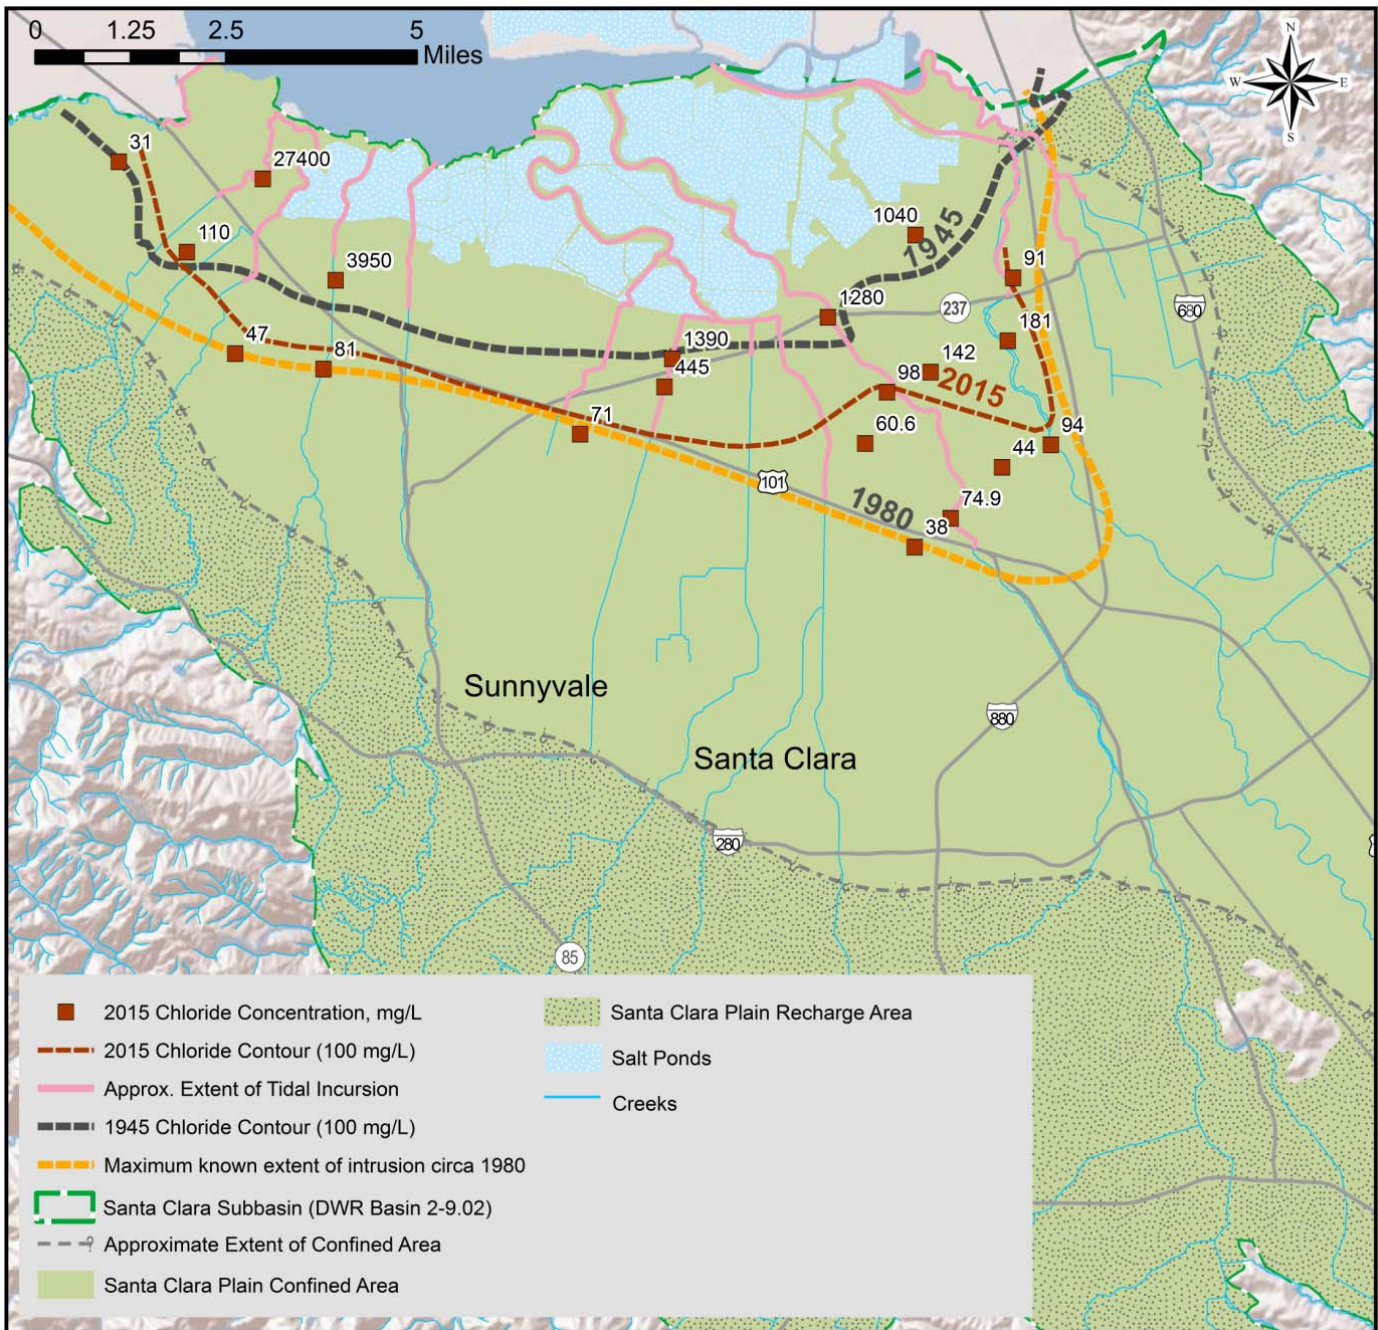 0 1.25 2.5 5
Miles
N
W E
S
31
27400
110
3950
1040
1945
91
1280
237
680
181
47
81
1390
445
142
98
2015
71
60.6
94
44
101
1980
74.9
38
Sunnyvale
880
Santa Clara
280
85
2015 Chloride Concentration, mg/L
2015 Chloride Contour (100 mg/L)
Approx. Extent of Tidal Incursion
1945 Chloride Contour (100 mg/L)
Maximum known extent of intrusion circa 1980
Santa Clara Subbasin (DWR Basin 2-9.02)
Approximate Extent of Confined Area
Santa Clara Plain Confined Area
Santa Clara Plain Recharge Area
Salt Ponds
Creeks